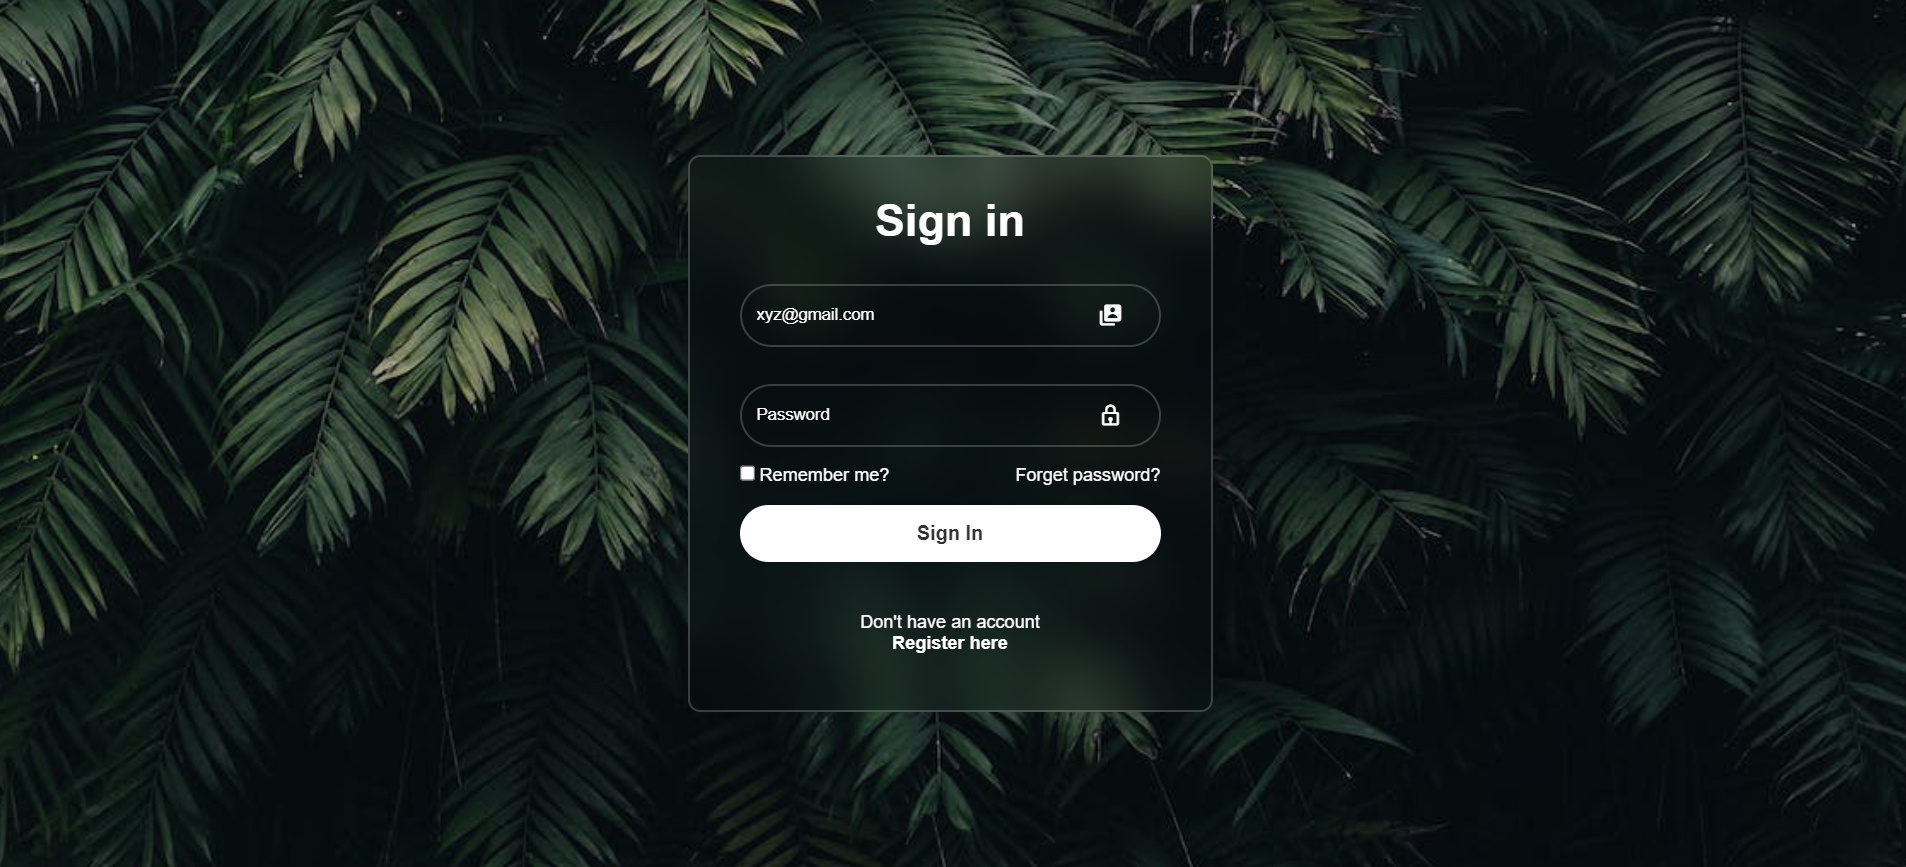 Sign in
xyz@gmail.com
Password
Remember me? Forget password?
Sign In
Don't have an account
Register here